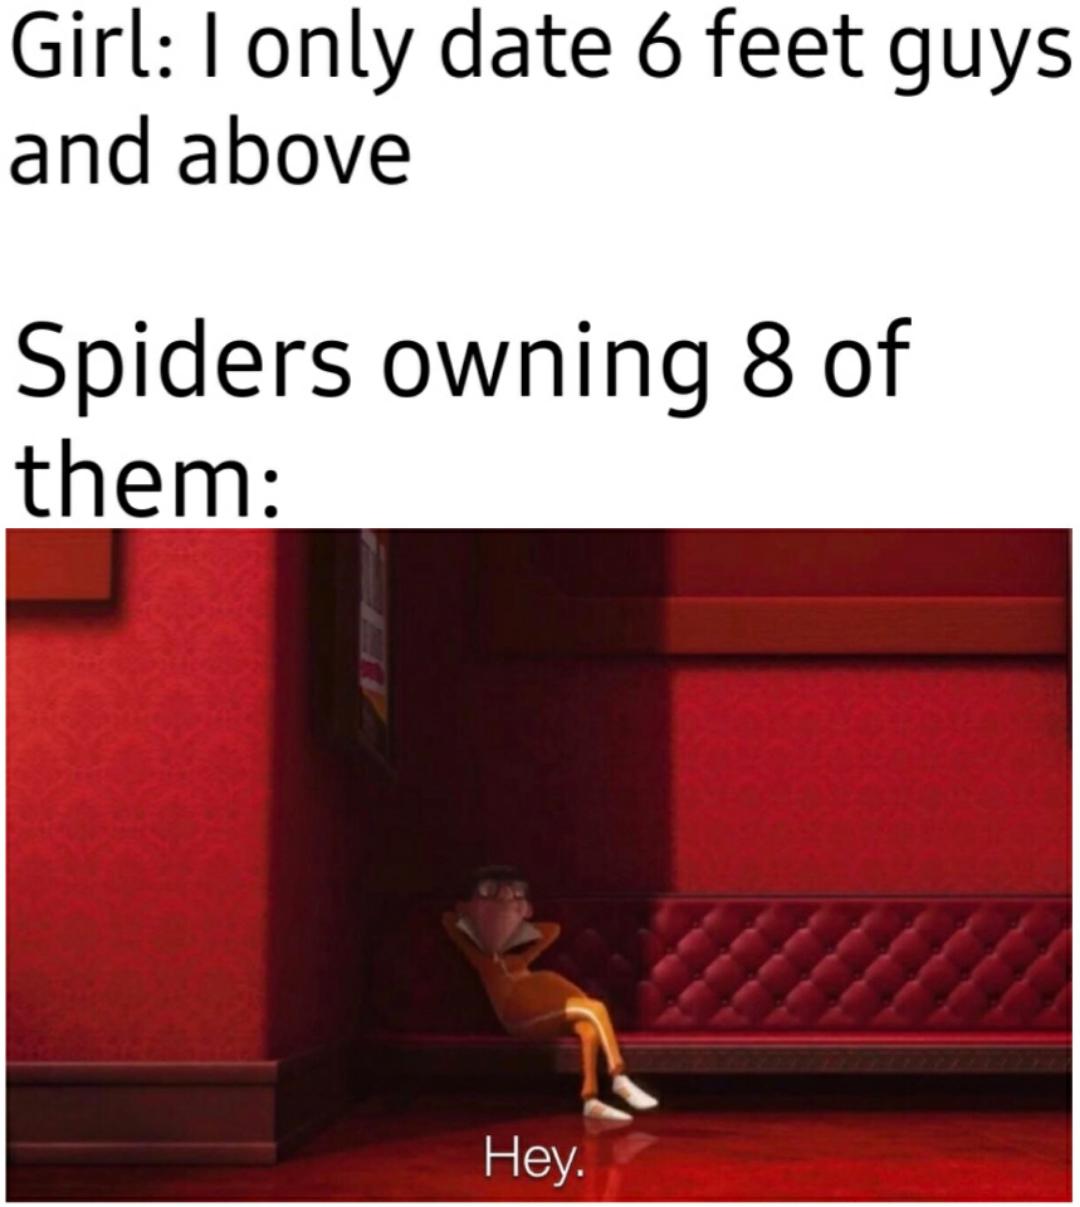 Girl: I only date 6 feet guys
and above
Spiders owning 8 of
them:
Hey.